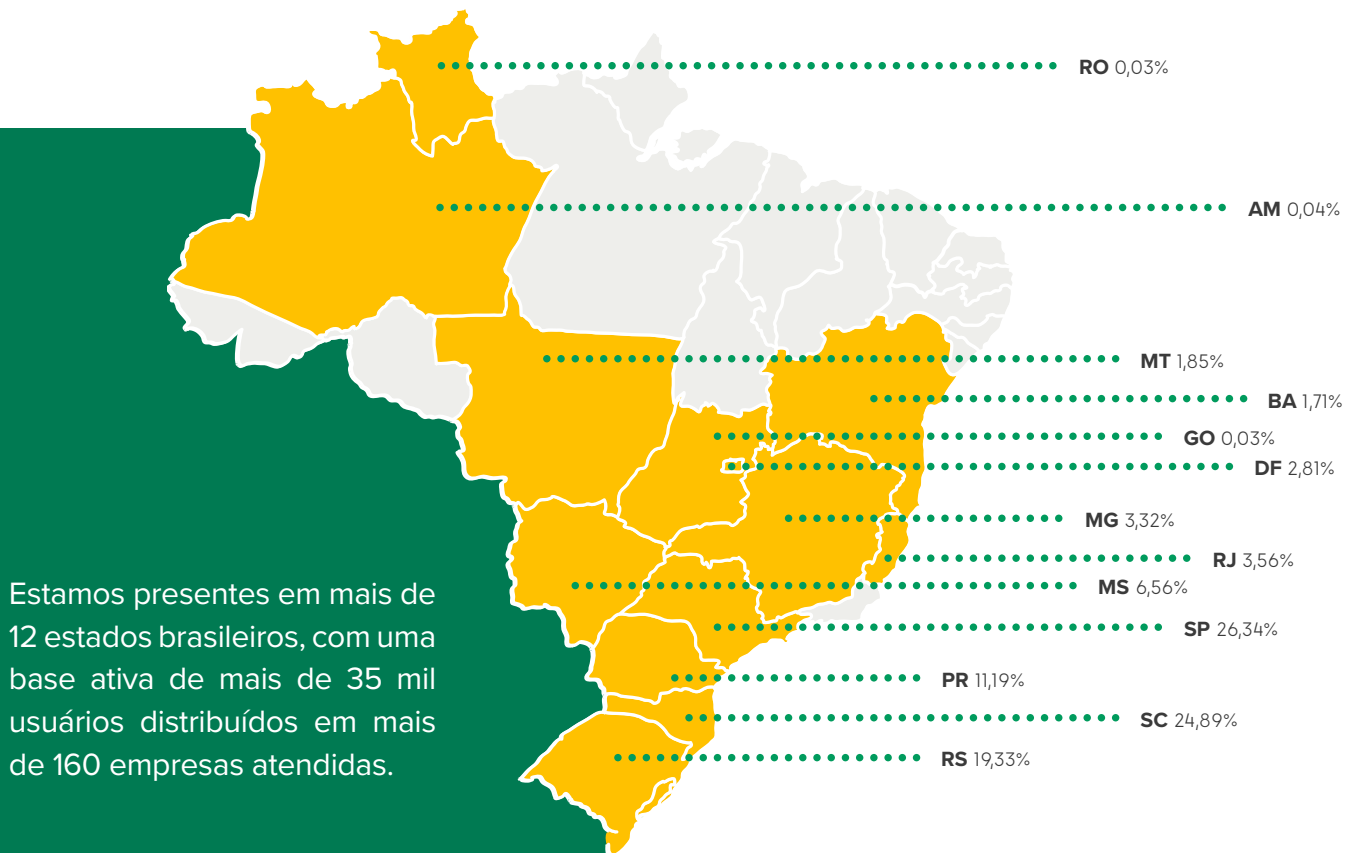 RO 0,03%
AM 0,04%
MT 1,85%
BA 1,71%
GO 0,03%
DF 2,81%
MG 3,32%
RJ 3,56%
MS 6,56%
SP 26,34%
PR 11,19%
SC 24,89%
RS 19,33%
Estamos presentes em mais de
12 estados brasileiros, com uma
base ativa de mais de 35 mil
usuários distribuídos em mais
de 160 empresas atendidas.